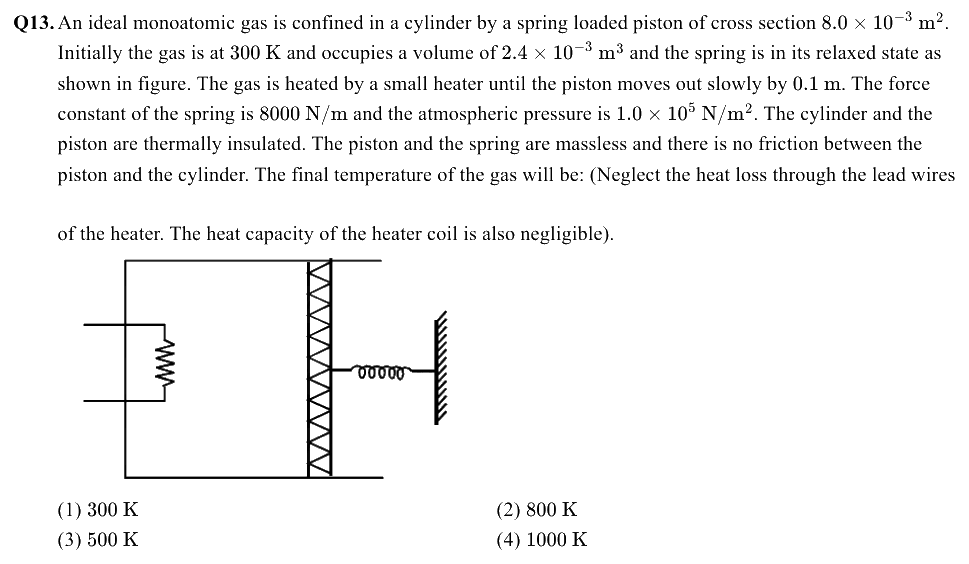 Q13. An ideal monoatomic gas is confined in a cylinder by a spring loaded piston of cross section 8.0 × 10⁻³ m².
Initially the gas is at 300 K and occupies a volume of 2.4 × 10⁻³ m³ and the spring is in its relaxed state as
shown in figure. The gas is heated by a small heater until the piston moves out slowly by 0.1 m. The force
constant of the spring is 8000 N/m and the atmospheric pressure is 1.0 × 10⁵ N/m². The cylinder and the
piston are thermally insulated. The piston and the spring are massless and there is no friction between the
piston and the cylinder. The final temperature of the gas will be: (Neglect the heat loss through the lead wires
of the heater. The heat capacity of the heater coil is also negligible).
(1) 300 K (2) 800 K
(3) 500 K (4) 1000 K